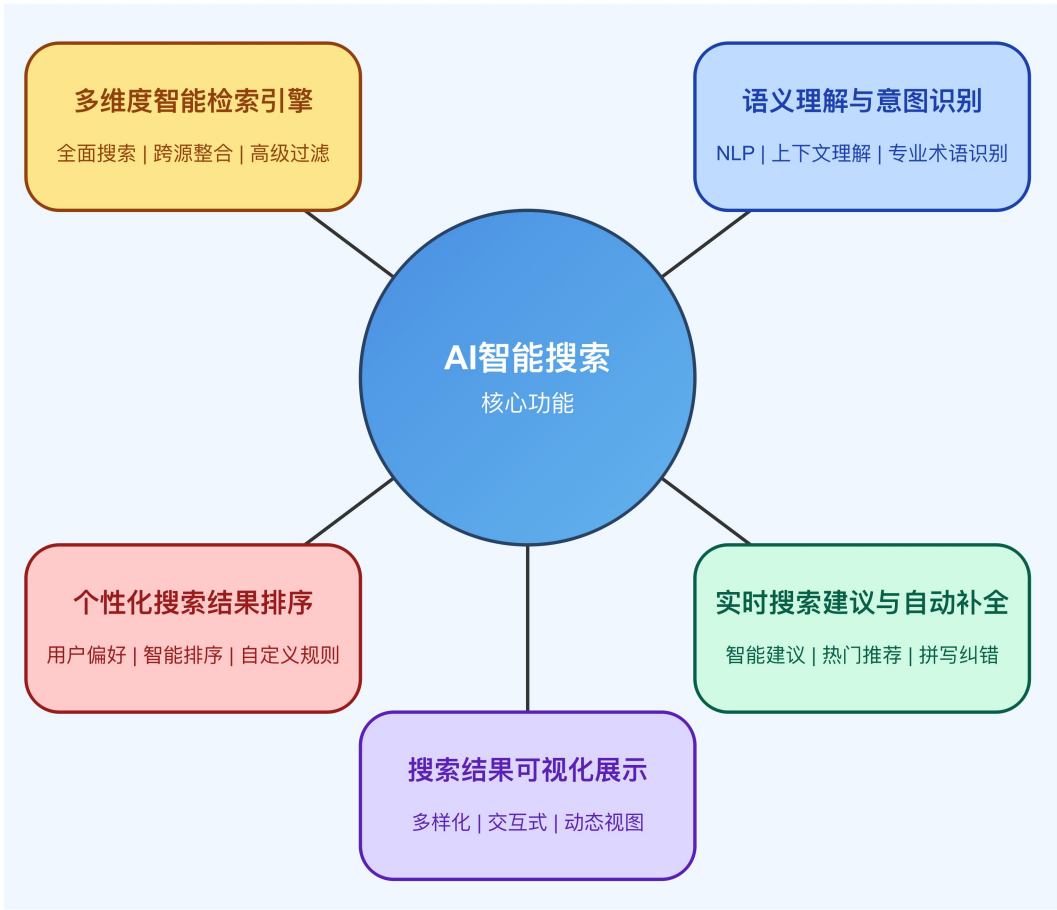 多维度智能检索引擎
全面搜索 | 跨源整合 | 高级过滤
语义理解与意图识别
NLP | 上下文理解 | 专业术语识别
AI智能搜索
核心功能
个性化搜索结果排序
用户偏好 | 智能排序 | 自定义规则
实时搜索建议与自动补全
智能建议 | 热门推荐 | 拼写纠错
搜索结果可视化展示
多样化 | 交互式 | 动态视图